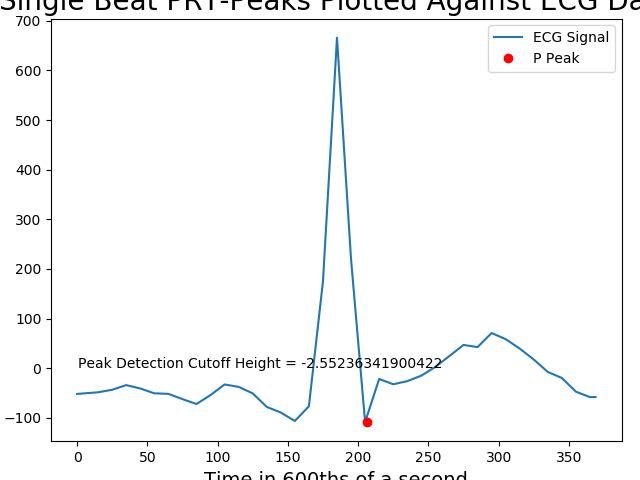 Single Beat PRT-Peaks Plotted Against ECG Da
700
600
500
400
300
200
100
0
−100
ECG Signal
P Peak
Peak Detection Cutoff Height = -2.55236341900422
0 50 100 150 200 250 300 350
Time in 600ths of a second